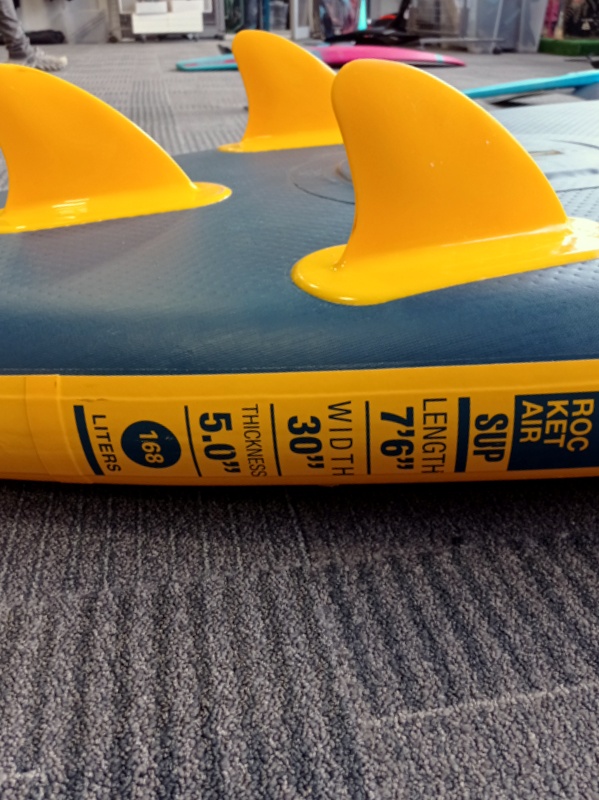 ROC
KET
AIR
SUP
LENGTH
7'6"
WIDTH
30"
THICKNESS
5.0"
168
LITERS